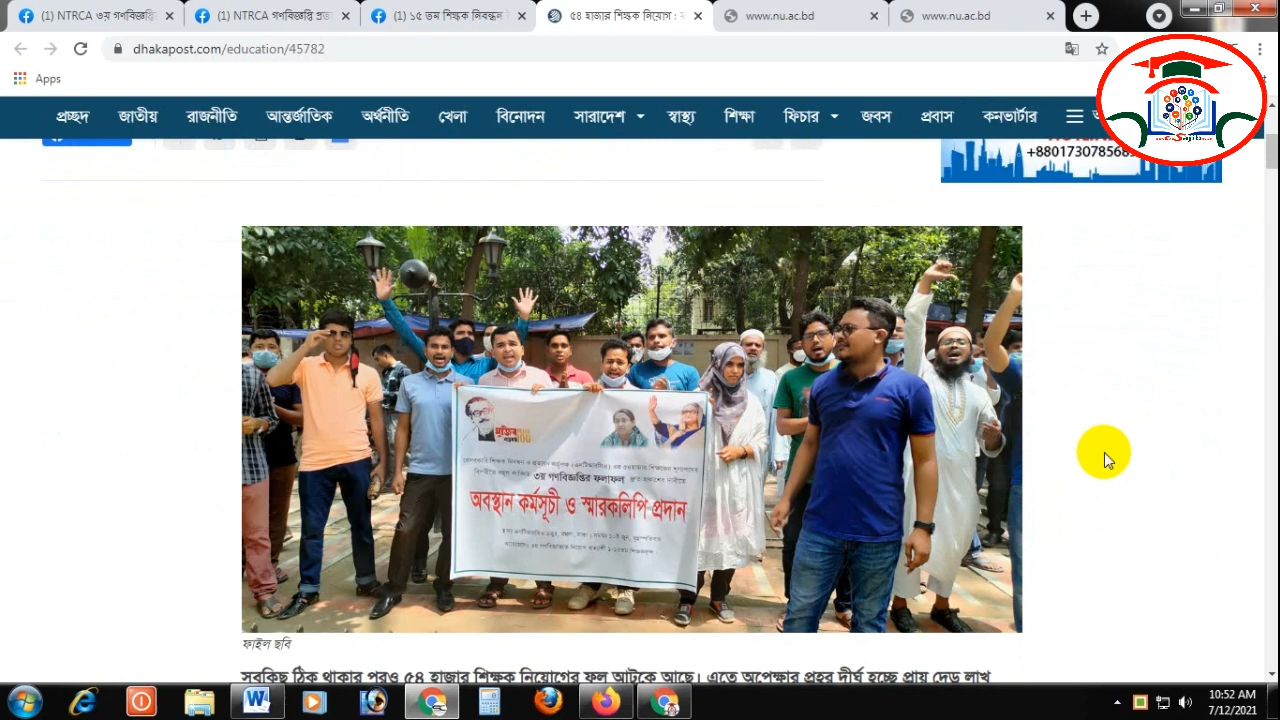 (1) NTRCA ৩য় গণবিজ্ঞপ্তি
(1) NTRCA গণবিজ্ঞপ্তি প্রত্য
(1) ১৫ তম শিক্ষক নিবন্ধন
৫৪ হাজার শিক্ষক নিয়োগ :
www.nu.ac.bd
www.nu.ac.bd
dhakapost.com/education/45782
Apps
প্রচ্ছদ জাতীয় রাজনীতি আন্তর্জাতিক অর্থনীতি খেলা বিনোদন সারাদেশ স্বাস্থ্য শিক্ষা ফিচার জবস প্রবাস কনভার্টার
Sajib
৩য় গণবিজ্ঞপ্তির ফলাফল
অবস্থান কর্মসূচী ও স্মারকলিপি প্রদান
ফাইল ছবি
সবকিছু ঠিক থাকার পরও ৫৪ হাজার শিক্ষক নিয়োগের ফল আটকে আছে। এতে অপেক্ষার প্রহর দীর্ঘ হচ্ছে প্রায় দেড় লাখ
10:52 AM
7/12/2021